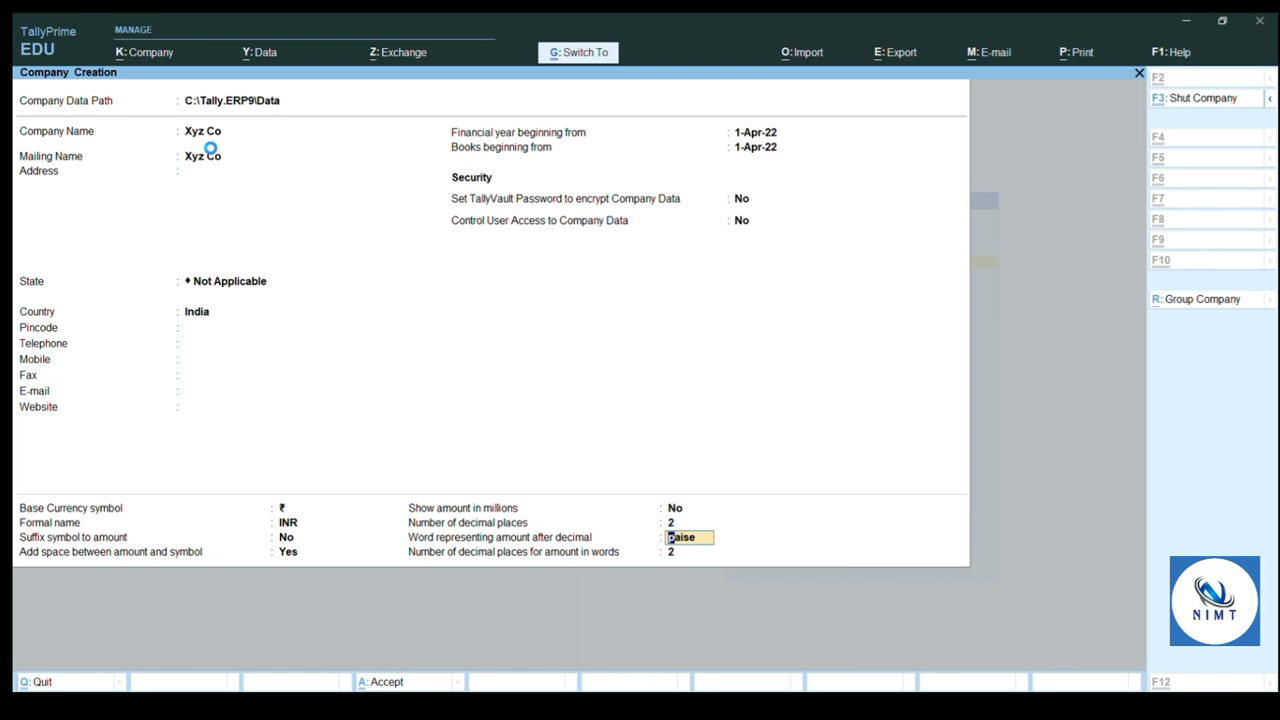 TallyPrime
EDU
MANAGE
K: Company
Y: Data
Z: Exchange
G: Switch To
O: Import
E: Export
M: E-mail
P: Print
F1: Help
Company Creation
Company Data Path : C:\Tally.ERP9\Data
Company Name : Xyz Co
Mailing Name : Xyz Co
Address :
State : ♦ Not Applicable
Country : India
Pincode :
Telephone :
Mobile :
Fax :
E-mail :
Website :
Financial year beginning from : 1-Apr-22
Books beginning from : 1-Apr-22
Security
Set TallyVault Password to encrypt Company Data : No
Control User Access to Company Data : No
Base Currency symbol : ₹
Formal name : INR
Suffix symbol to amount : No
Add space between amount and symbol : Yes
Show amount in millions : No
Number of decimal places : 2
Word representing amount after decimal : paise
Number of decimal places for amount in words : 2
F2
F3: Shut Company
F4
F5
F6
F7
F8
F9
F10
R: Group Company
NIMT
Q: Quit
A: Accept
F12